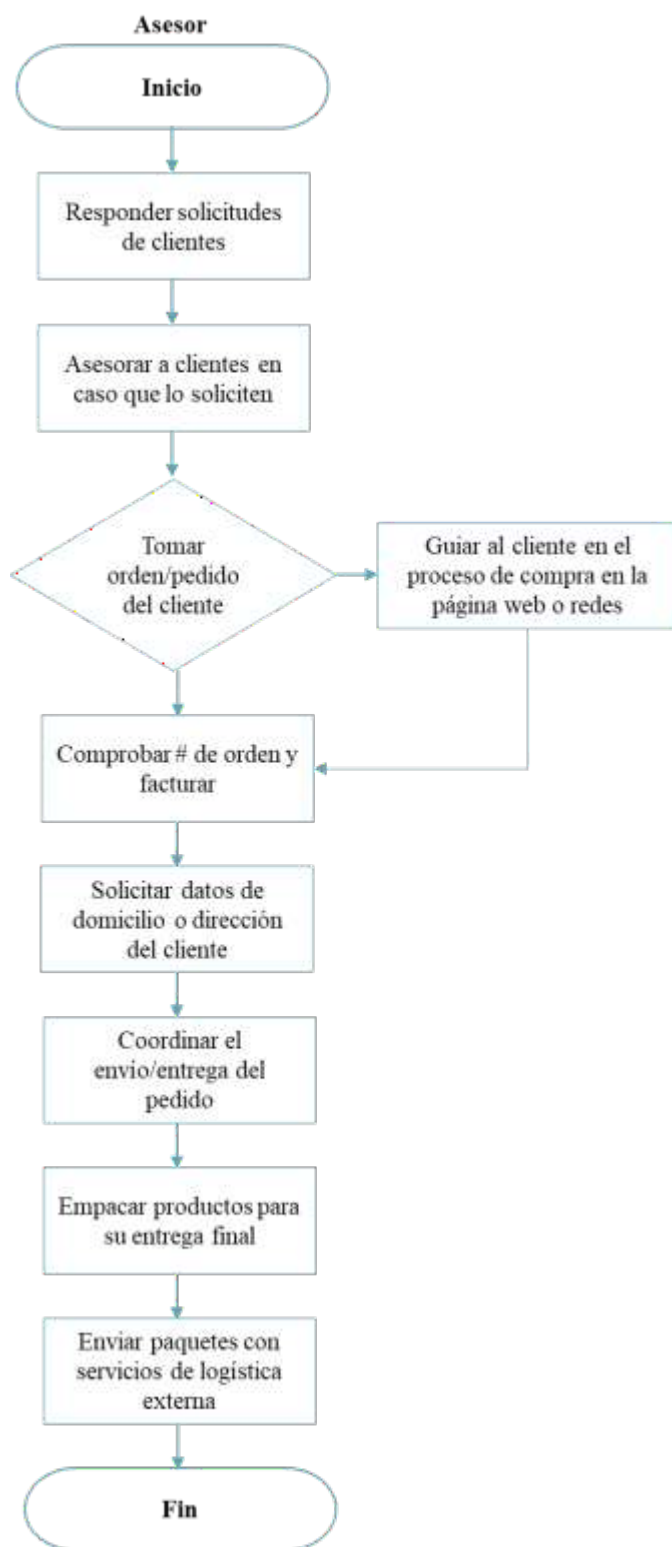 Asesor
Inicio
Responder solicitudes
de clientes
Asesorar a clientes en
caso que lo soliciten
Tomar
orden/pedido
del cliente
Guiar al cliente en el
proceso de compra en la
página web o redes
Comprobar # de orden y
facturar
Solicitar datos de
domicilio o dirección
del cliente
Coordinar el
envío/entrega del
pedido
Empacar productos para
su entrega final
Enviar paquetes con
servicios de logística
externa
Fin